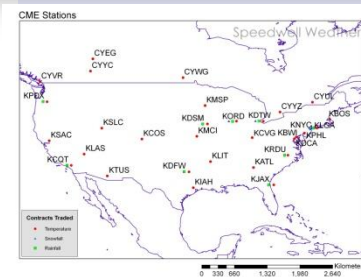 CME Stations
Speedwell Weather
CYEG
CYYC
CYVR
CYWG
KPDX
CYUL
KMSP
CYYZ
KBOS
KSLC
KDSM
KORD
KDTW
KNYC KLGA
KSAC
KCOS
KMCI
KCVG KBWI
KPHL
KDCA
KLAS
KLIT
KRDU
KCQT
KTUS
KDFW
KATL
KIAH
KJAX
Contracts Traded
Temperature
Snowfall
Rainfall
Kilometers
0 330 660 1,320 1,980 2,640